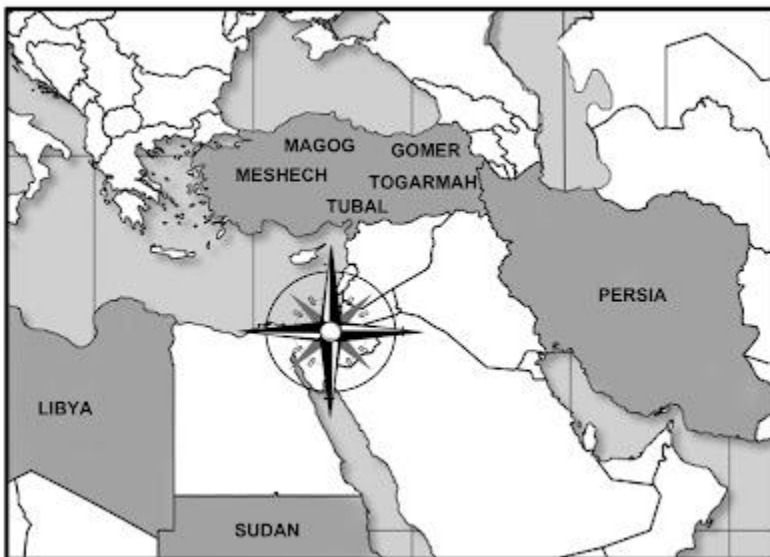 MAGOG
GOMER
MESHECH
TOGARMAH
TUBAL
PERSIA
LIBYA
SUDAN